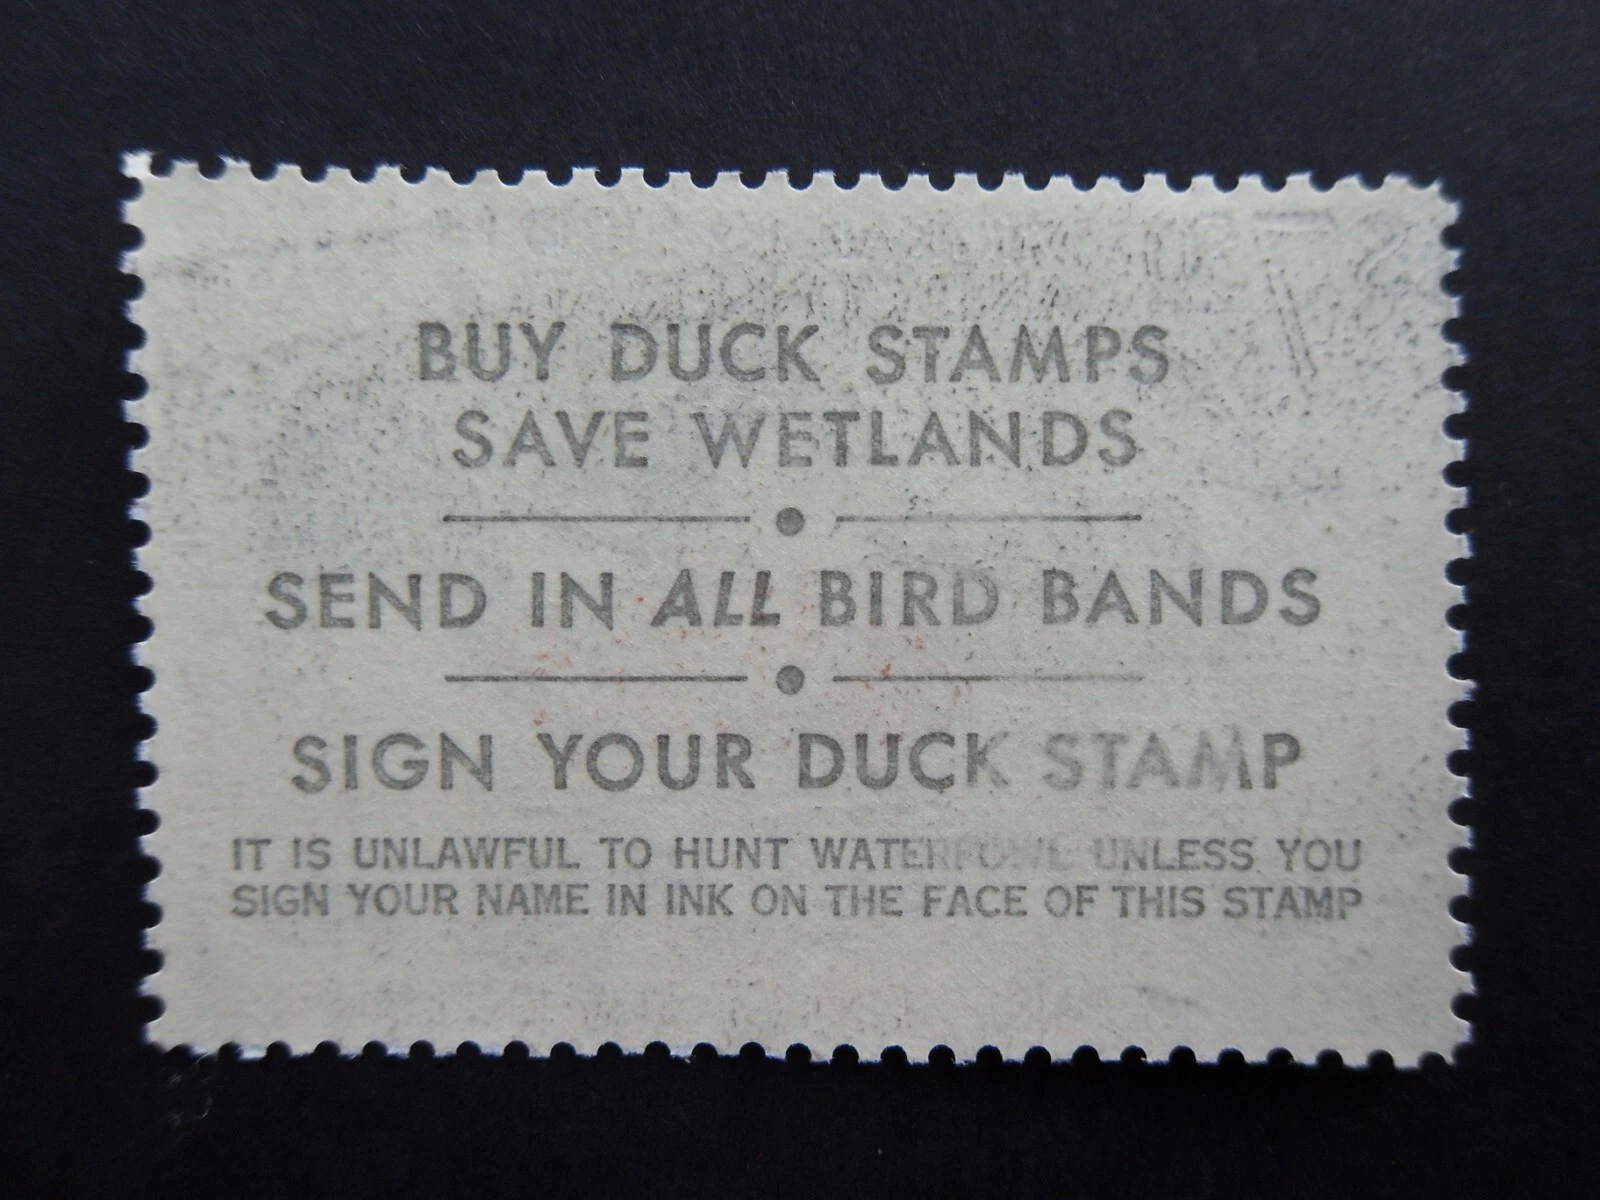 BUY DUCK STAMPS
SAVE WETLANDS
SEND IN ALL BIRD BANDS
SIGN YOUR DUCK STAMP
IT IS UNLAWFUL TO HUNT WATERFOWL UNLESS YOU
SIGN YOUR NAME IN INK ON THE FACE OF THIS STAMP